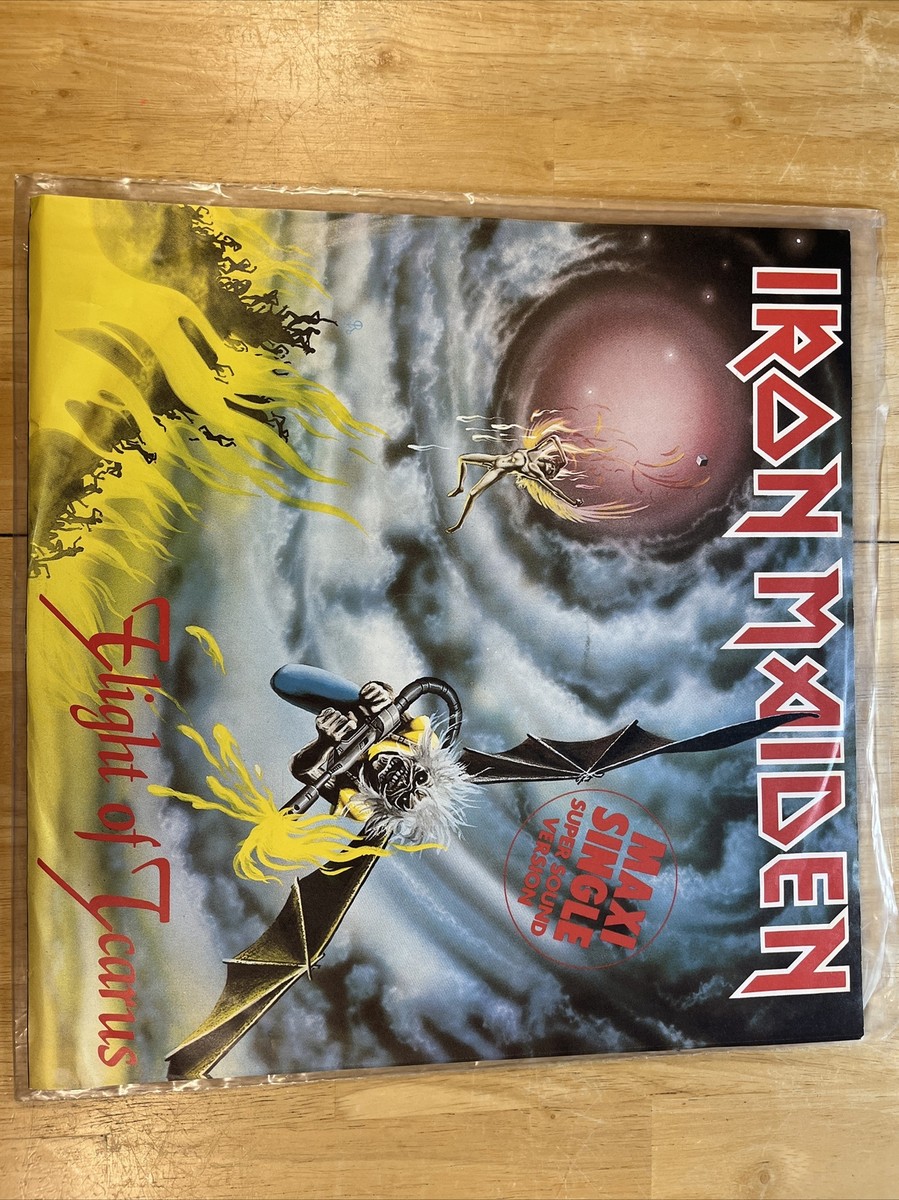 IRON MAIDEN
MAXI
SINGLE
SUPER SOUND
VERSION
Flight of Icarus